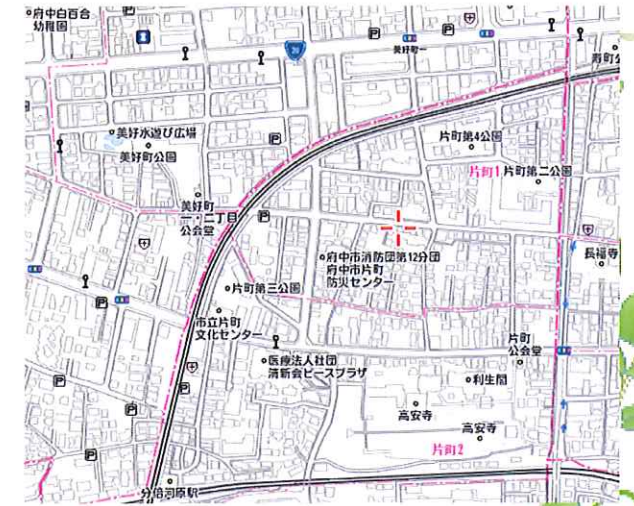 府中白百合
幼稚園
20
美好町一
寿町公
美好水遊び広場
美好町公園
片町第4公園
片町1
片町第二公園
美好町
一・二丁目
公会堂
府中市消防団第12分団
府中市片町
防災センター
長福寺
片町第三公園
市立片町
文化センター
片町
公会堂
医療法人社団
清新会ピースプラザ
利生閣
高安寺
高安寺
片町2
分倍河原駅